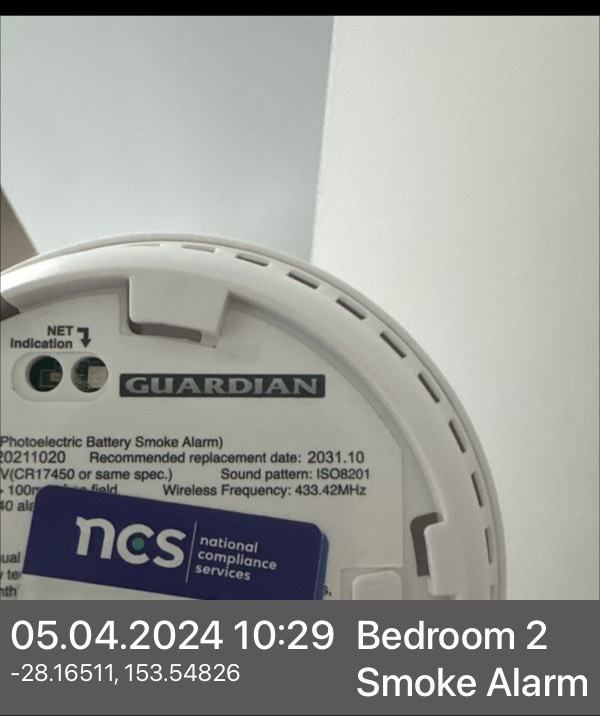 NET
Indication
GUARDIAN
Photoelectric Battery Smoke Alarm)
20211020 Recommended replacement date: 2031.10
V(CR17450 or same spec.) Sound pattern: ISO8201
field Wireless Frequency: 433.42MHz
40
ncs
national
compliance
services
05.04.2024 10:29
-28.16511, 153.54826
Bedroom 2
Smoke Alarm